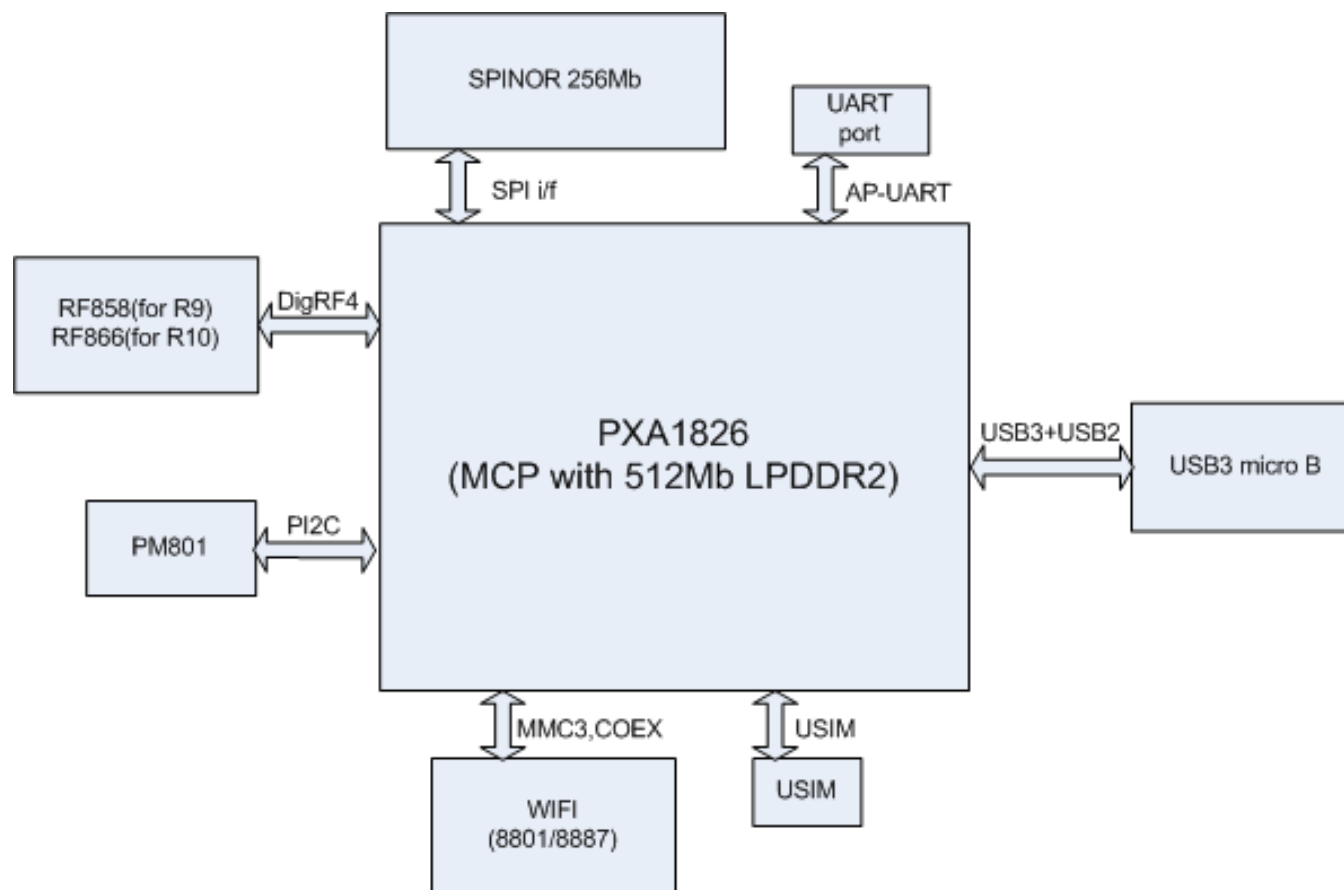 SPINOR 256Mb
UART
port
SPI i/f
AP-UART
RF858(for R9)
RF866(for R10)
DigRF4
PXA1826
(MCP with 512Mb LPDDR2)
USB3+USB2
USB3 micro B
PM801
PI2C
MMC3,COEX
USIM
WIFI
(8801/8887)
USIM